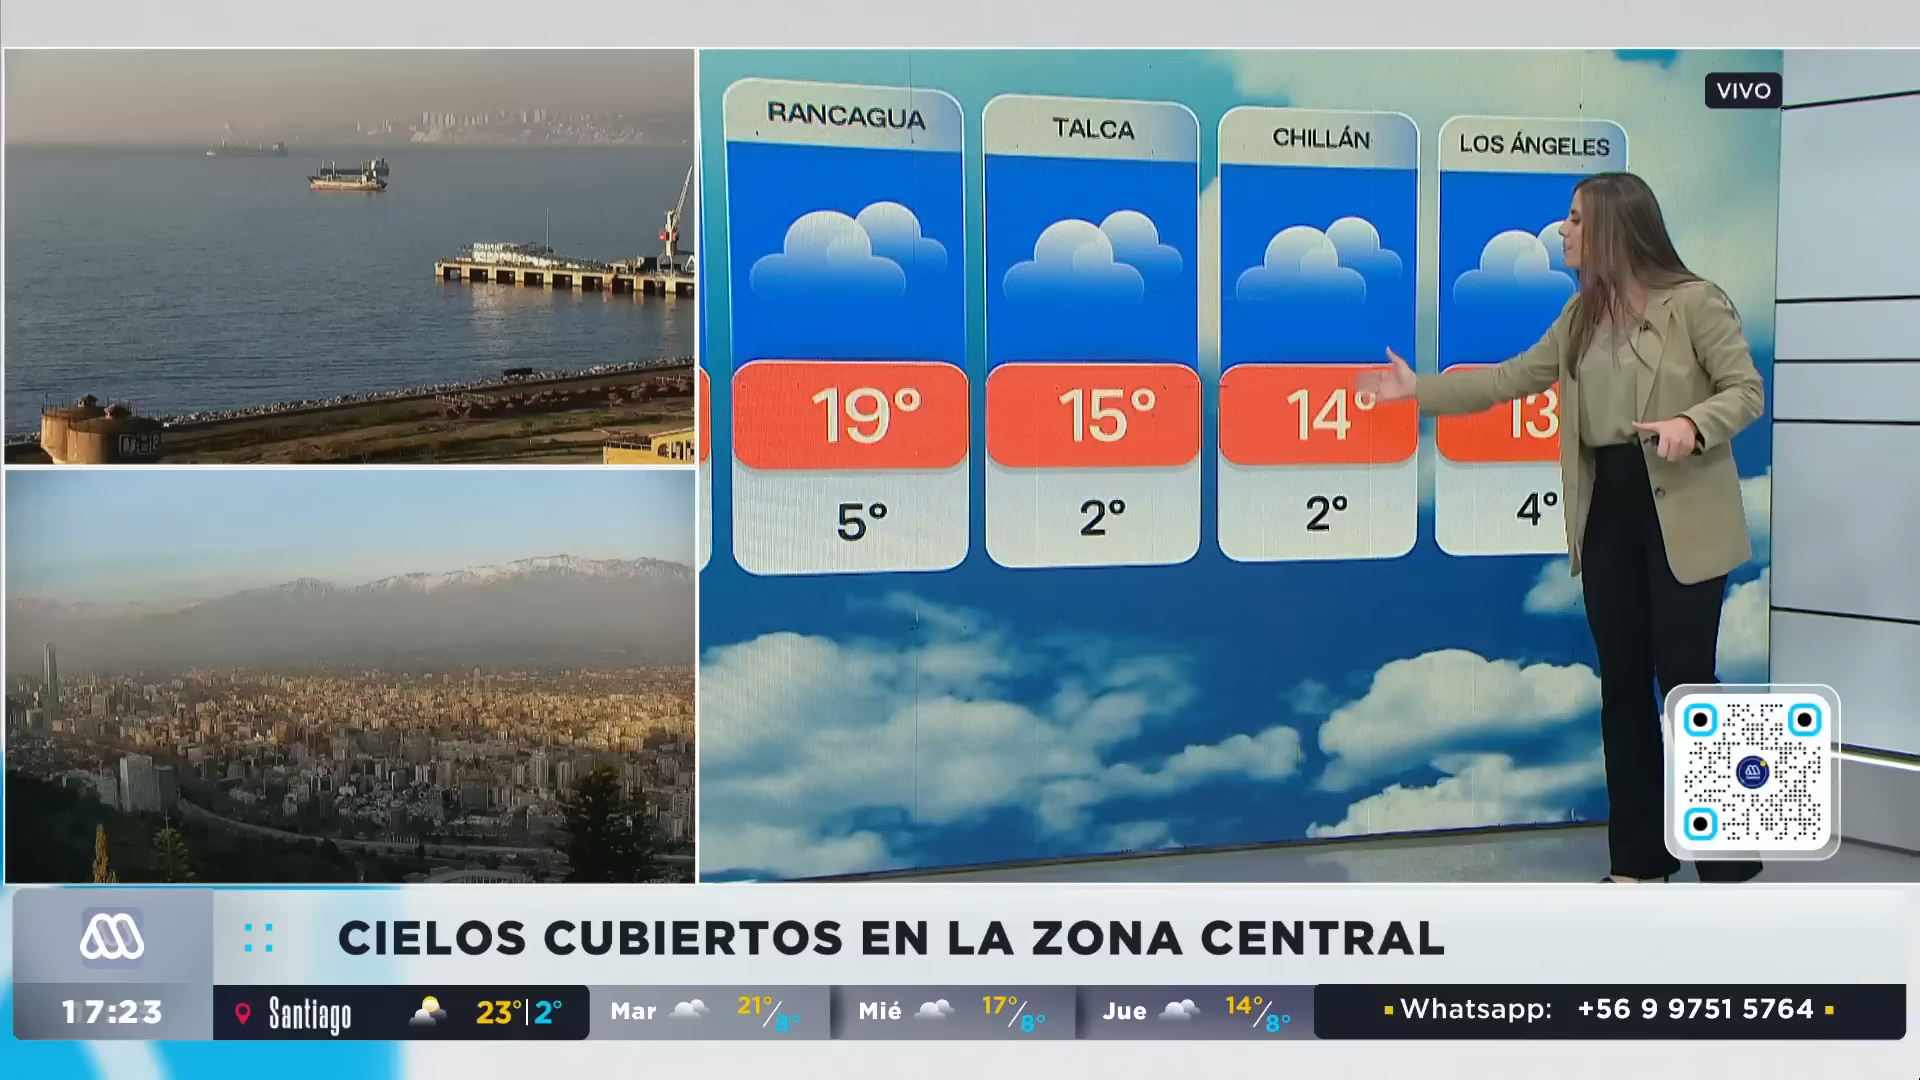 VIVO
RANCAGUA
19°
5°
TALCA
15°
2°
CHILLÁN
14°
2°
LOS ÁNGELES
13
4°
CIELOS CUBIERTOS EN LA ZONA CENTRAL
17:23
Santiago 23° | 2°
Mar 21°/8°
Mié 17°/8°
Jue 14°/8°
Whatsapp: +56 9 9751 5764